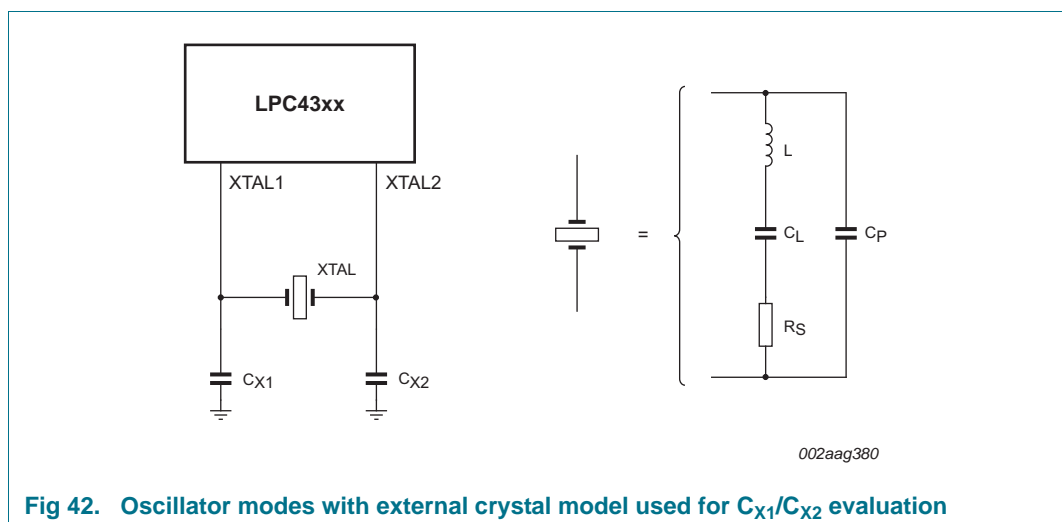 LPC43xx
XTAL1
XTAL2
XTAL
CX1
CX2
=
L
CL
CP
RS
002aag380
Fig 42. Oscillator modes with external crystal model used for CX1/CX2 evaluation